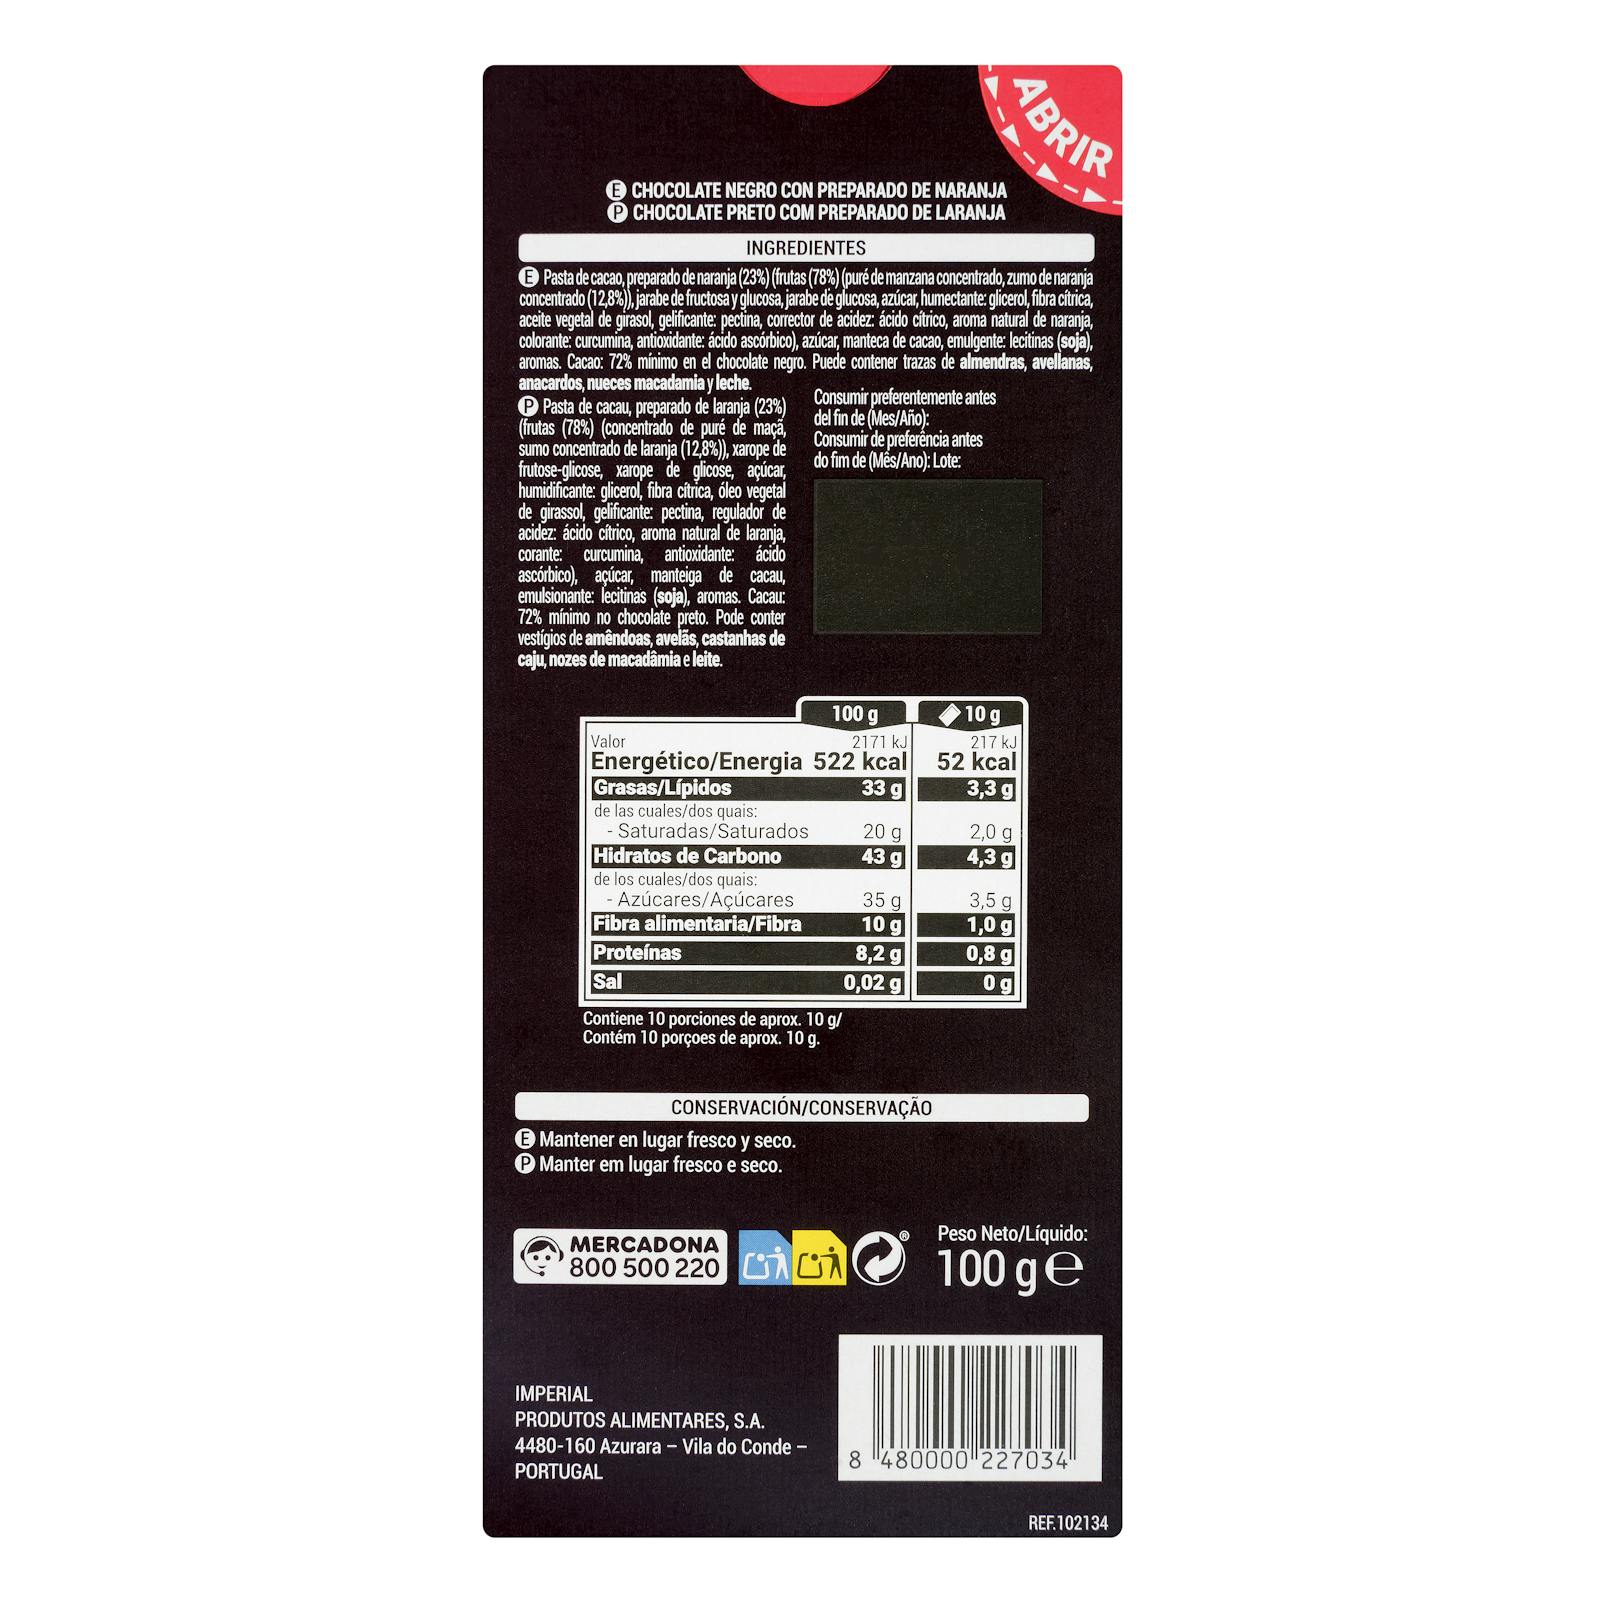 ABRIR
E CHOCOLATE NEGRO CON PREPARADO DE NARANJA
P CHOCOLATE PRETO COM PREPARADO DE LARANJA
INGREDIENTES
E Pasta de cacao, preparado de naranja (23%) (frutas (78%) (puré de manzana concentrado, zumo de naranja
concentrado (12,8%)), jarabe de fructosa y glucosa, jarabe de glucosa, azúcar, humectante: glicerol, fibra cítrica,
aceite vegetal de girasol, gelificante: pectina, corrector de acidez: ácido cítrico, aroma natural de naranja,
colorante: curcumina, antioxidante: ácido ascórbico), azúcar, manteca de cacao, emulgente: lecitinas (soja),
aromas. Cacao: 72% mínimo en el chocolate negro. Puede contener trazas de almendras, avellanas,
anacardos, nueces macadamia y leche.
P Pasta de cacau, preparado de laranja (23%)
(frutas (78%) (concentrado de puré de maçã,
sumo concentrado de laranja (12,8%)), xarope de
frutose-glicose, xarope de glicose, açúcar,
humidificante: glicerol, fibra cítrica, óleo vegetal
de girassol, gelificante: pectina, regulador de
acidez: ácido cítrico, aroma natural de laranja,
corante: curcumina, antioxidante: ácido
ascórbico), açúcar, manteiga de cacau,
emulsionante: lecitinas (soja), aromas. Cacau:
72% mínimo no chocolate preto. Pode conter
vestígios de amêndoas, avelãs, castanhas de
caju, nozes de macadâmia e leite.
Consumir preferentemente antes
del fin de (Mes/Año):
Consumir de preferência antes
do fim de (Mês/Ano): Lote:
100 g 10 g
Valor 2171 kJ 217 kJ
Energético/Energia 522 kcal 52 kcal
Grasas/Lípidos 33 g 3,3 g
de las cuales/dos quais:
- Saturadas/Saturados 20 g 2,0 g
Hidratos de Carbono 43 g 4,3 g
de los cuales/dos quais:
- Azúcares/Açúcares 35 g 3,5 g
Fibra alimentaria/Fibra 10 g 1,0 g
Proteínas 8,2 g 0,8 g
Sal 0,02 g 0 g
Contiene 10 porciones de aprox. 10 g/
Contém 10 porçoes de aprox. 10 g.
CONSERVACIÓN/CONSERVAÇÃO
E Mantener en lugar fresco y seco.
P Manter em lugar fresco e seco.
MERCADONA
800 500 220
®
Peso Neto/Líquido:
100 g e
IMPERIAL
PRODUTOS ALIMENTARES, S.A.
4480-160 Azurara – Vila do Conde –
PORTUGAL
8 480000 227034
REF.102134